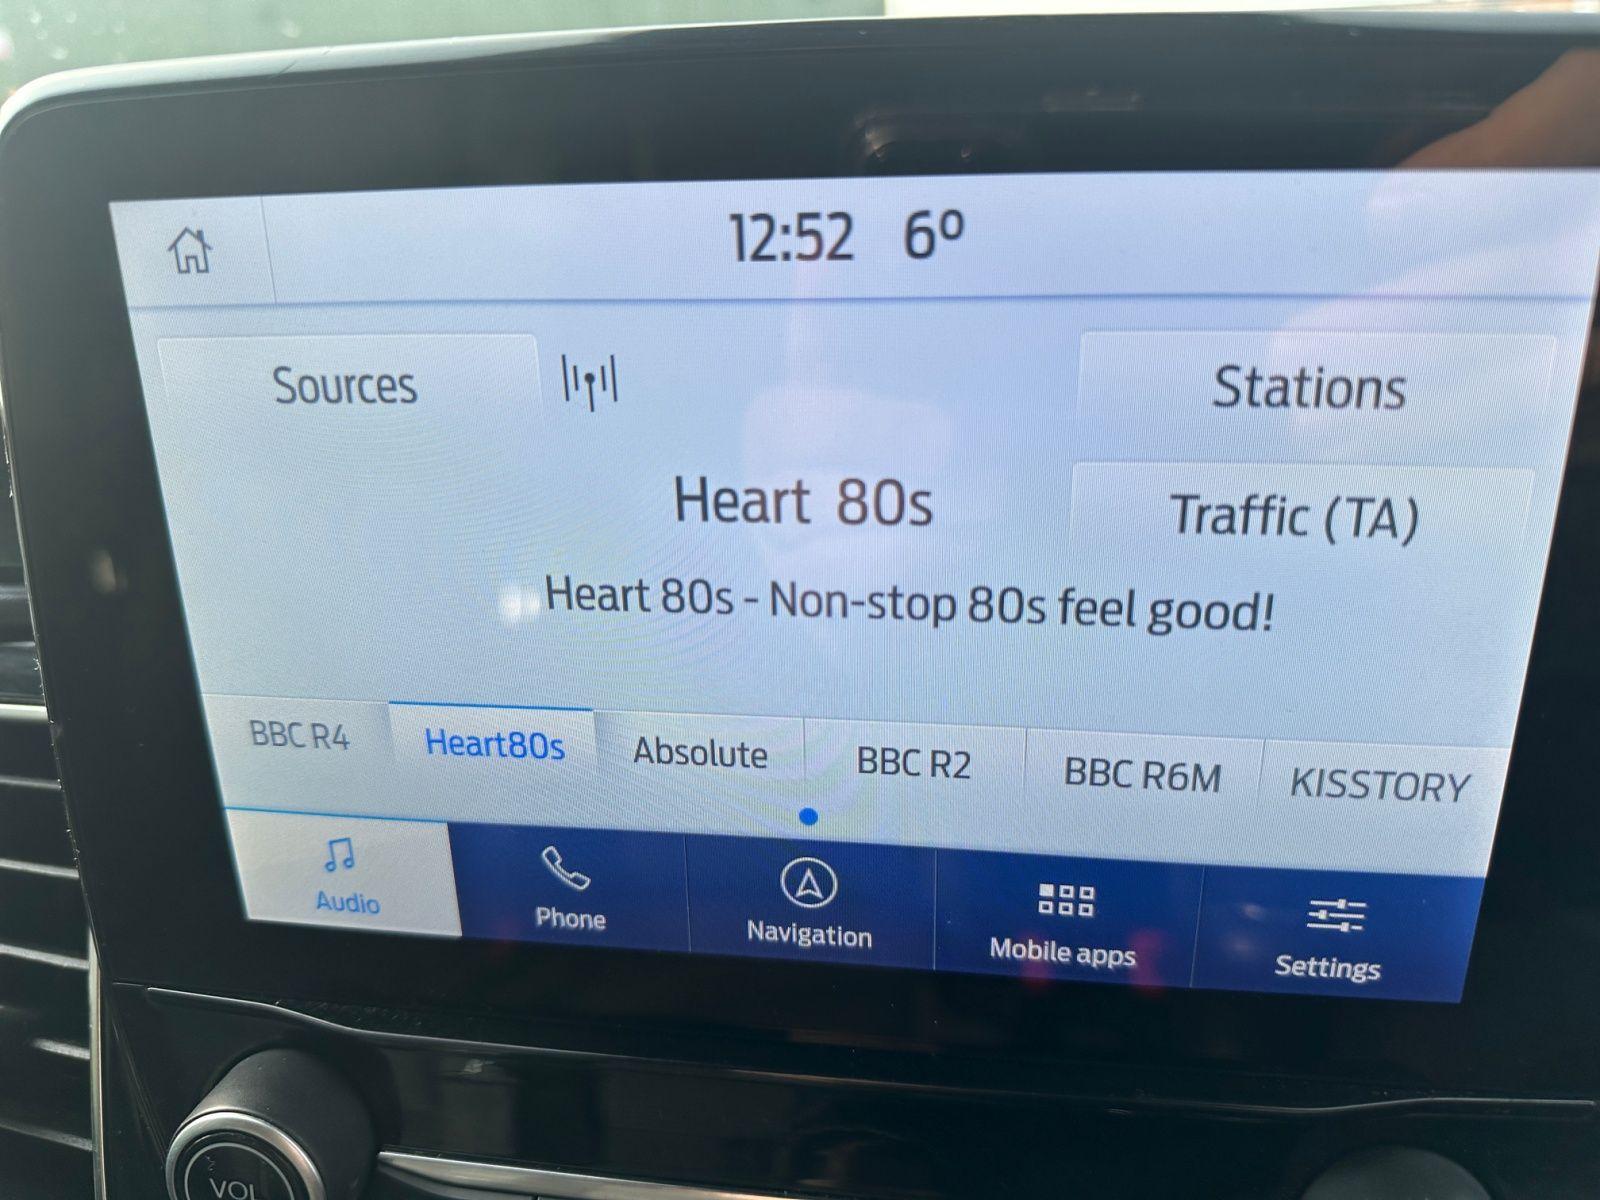 12:52 6º
Sources
Stations
Heart 80s
Traffic (TA)
Heart 80s - Non-stop 80s feel good!
BBC R4 Heart80s Absolute BBC R2 BBC R6M KISSTORY
Audio Phone Navigation Mobile apps Settings
VOL